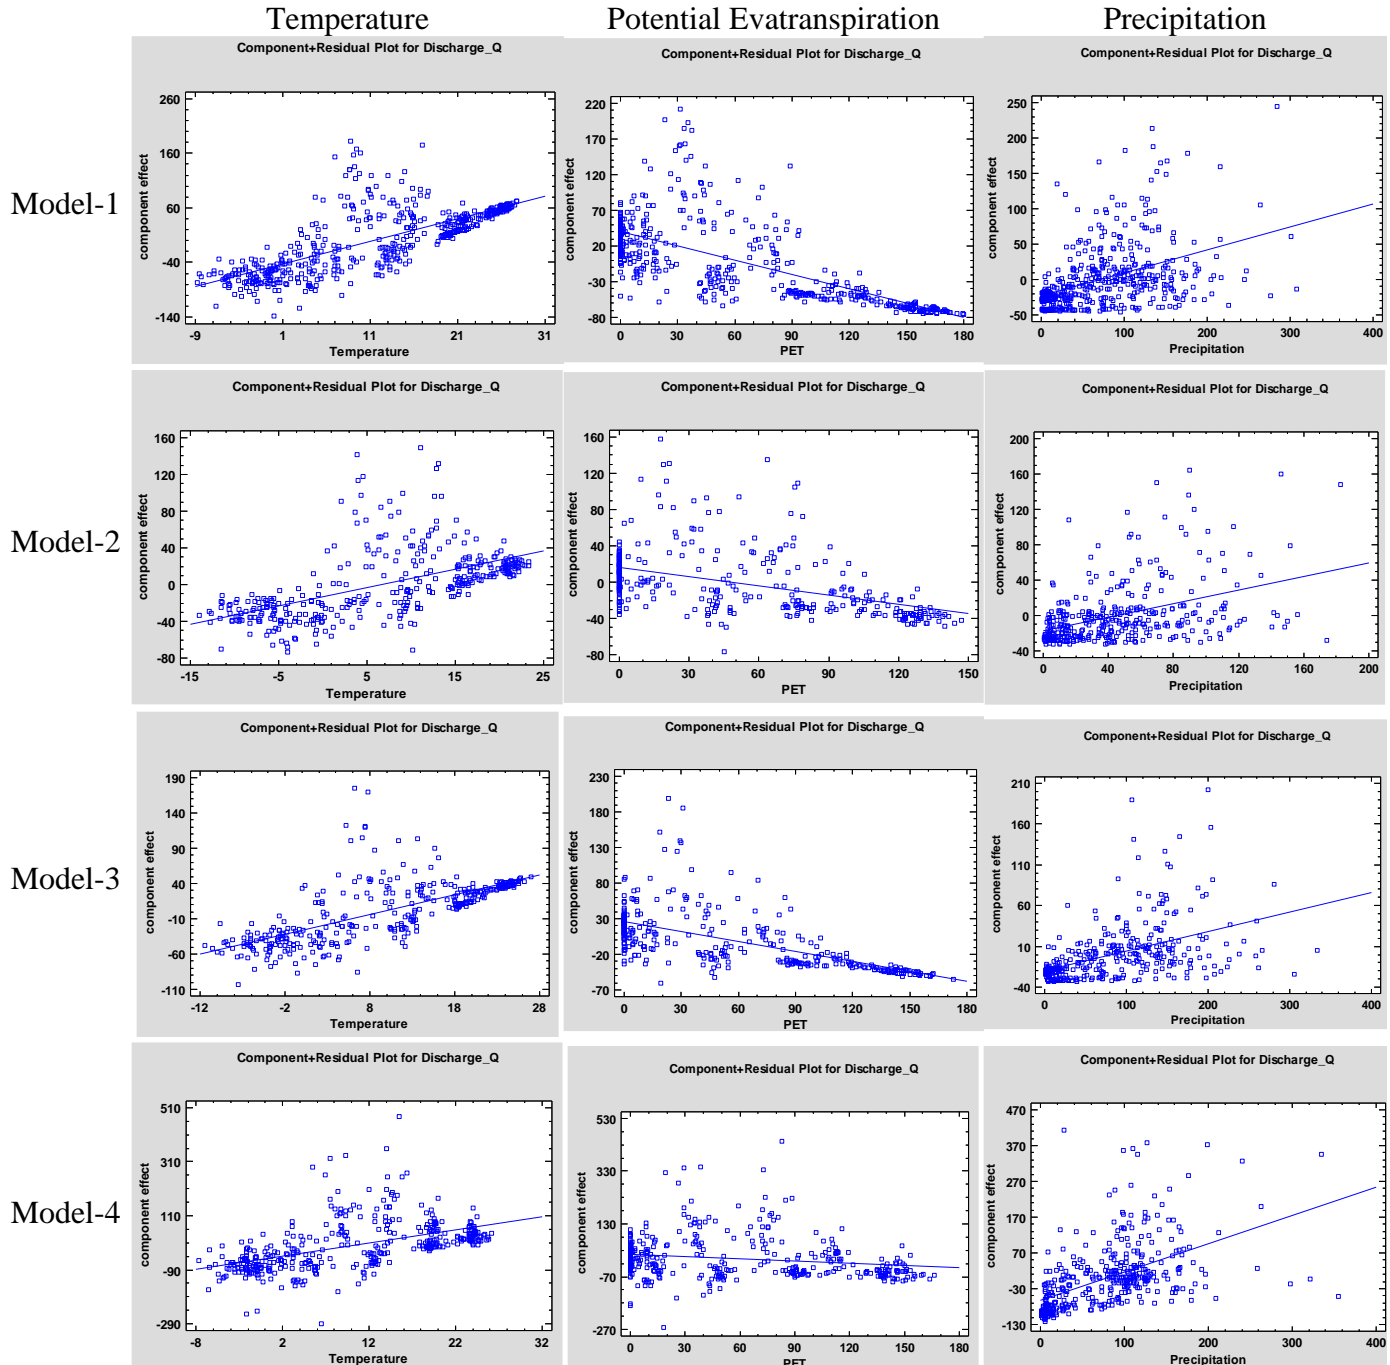 Temperature Potential Evatranspiration Precipitation
Model-1
Component+Residual Plot for Discharge_Q
component effect
260
160
60
-40
-140
-9 1 11 21 31
Temperature
Component+Residual Plot for Discharge_Q
component effect
220
170
120
70
20
-30
-80
0 30 60 90 120 150 180
PET
Component+Residual Plot for Discharge_Q
component effect
250
200
150
100
50
0
-50
0 100 200 300 400
Precipitation
Model-2
Component+Residual Plot for Discharge_Q
component effect
160
120
80
40
0
-40
-80
-15 -5 5 15 25
Temperature
Component+Residual Plot for Discharge_Q
component effect
160
120
80
40
0
-40
-80
0 30 60 90 120 150
PET
Component+Residual Plot for Discharge_Q
component effect
200
160
120
80
40
0
-40
0 40 80 120 160 200
Precipitation
Model-3
Component+Residual Plot for Discharge_Q
component effect
190
140
90
40
-10
-60
-110
-12 -2 8 18 28
Temperature
Component+Residual Plot for Discharge_Q
component effect
230
180
130
80
30
-20
-70
0 30 60 90 120 150 180
PET
Component+Residual Plot for Discharge_Q
component effect
210
160
110
60
10
-40
0 100 200 300 400
Precipitation
Model-4
Component+Residual Plot for Discharge_Q
component effect
510
310
110
-90
-290
-8 2 12 22 32
Temperature
Component+Residual Plot for Discharge_Q
component effect
530
330
130
-70
-270
0 30 60 90 120 150 180
PET
Component+Residual Plot for Discharge_Q
component effect
470
370
270
170
70
-30
-130
0 100 200 300 400
Precipitation